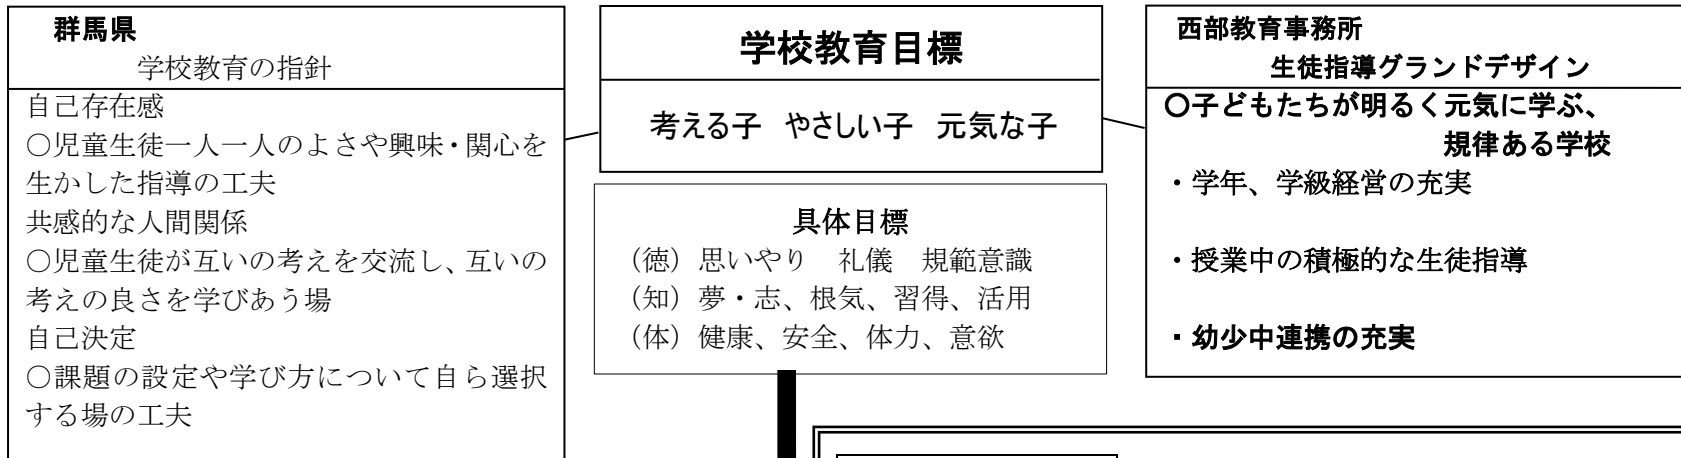 群馬県
学校教育の指針
自己存在感
○児童生徒一人一人のよさや興味・関心を
生かした指導の工夫
共感的な人間関係
○児童生徒が互いの考えを交流し、互いの
考えの良さを学びあう場
自己決定
○課題の設定や学び方について自ら選択
する場の工夫
学校教育目標
考える子 やさしい子 元気な子
具体目標
(徳) 思いやり 礼儀 規範意識
(知) 夢・志、根気、習得、活用
(体) 健康、安全、体力、意欲
西部教育事務所
生徒指導グランドデザイン
○子どもたちが明るく元気に学ぶ、
規律ある学校
・学年、学級経営の充実
・授業中の積極的な生徒指導
・幼少中連携の充実